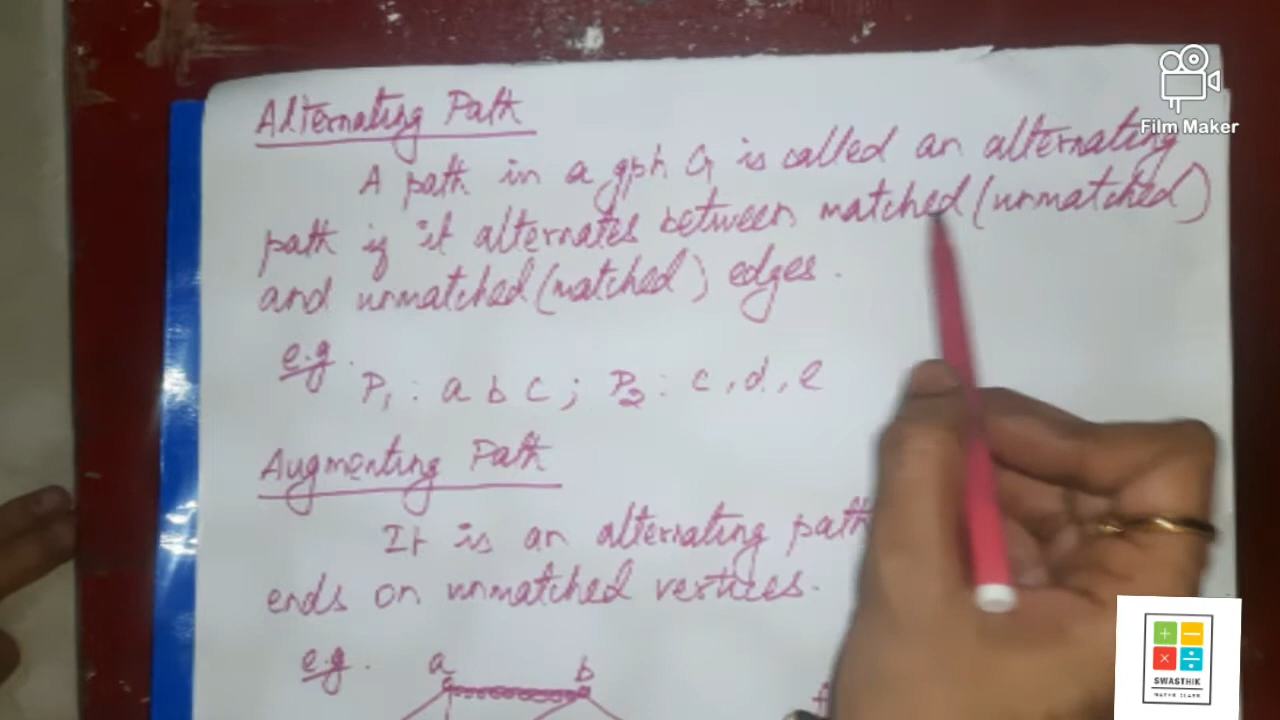 Alternating Path
A path in a gph G is called an alternating
path if it alternates between matched (unmatched)
and unmatched (matched) edges.
e.g.
P1 : a b c ; P2 : c, d, e
Augmenting Path
It is an alternating path
ends on unmatched vertices.
e.g. a b
Film Maker
SWASTHIK